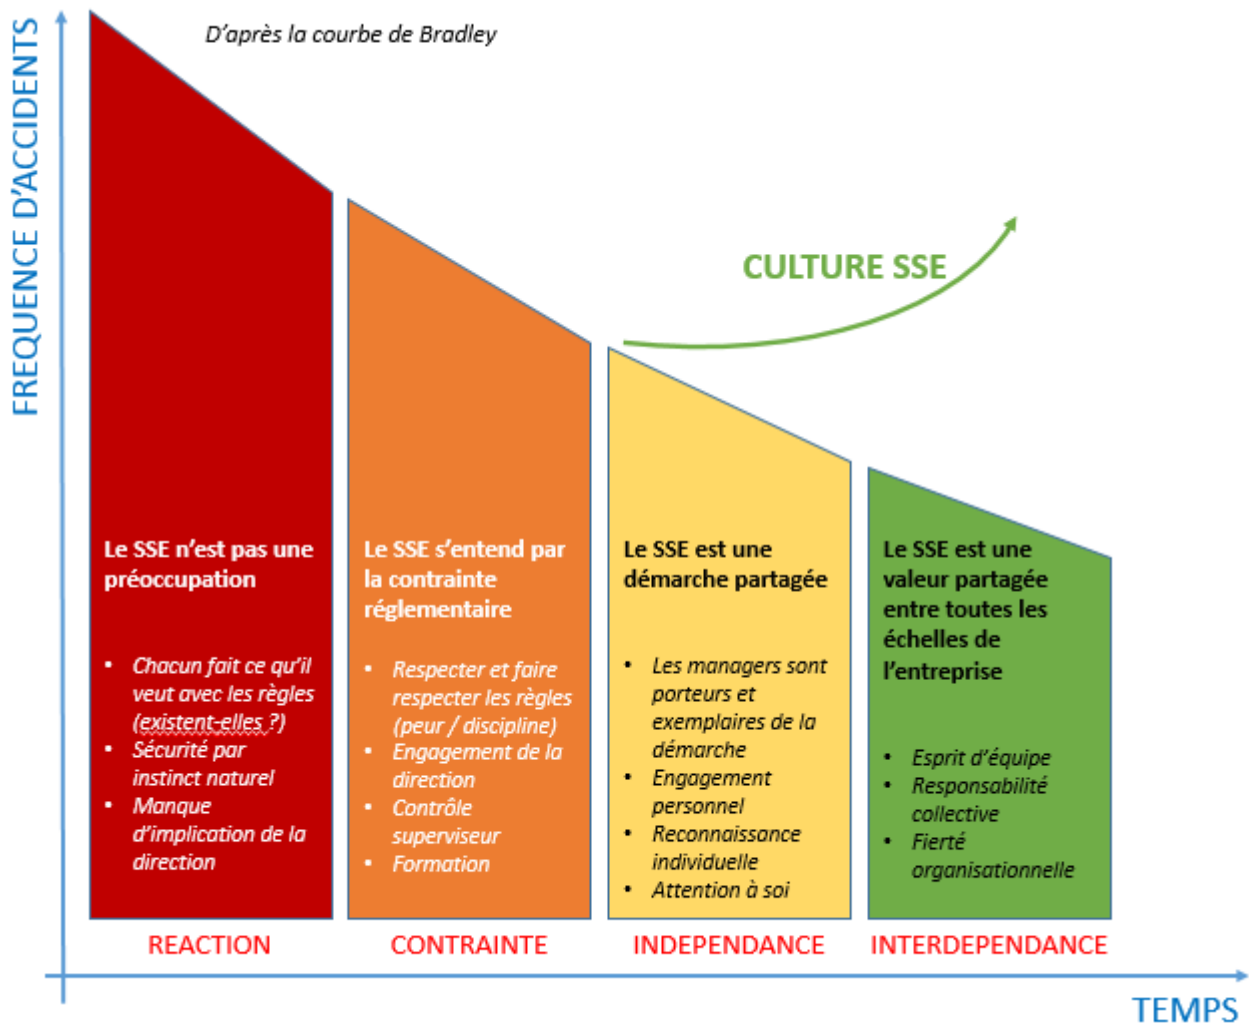 D'après la courbe de Bradley
FREQUENCE D'ACCIDENTS
CULTURE SSE
Le SSE n'est pas une
préoccupation
• Chacun fait ce qu'il
veut avec les règles
(existent-elles ?)
• Sécurité par
instinct naturel
• Manque
d'implication de la
direction
REACTION
Le SSE s'entend par
la contrainte
réglementaire
• Respecter et faire
respecter les règles
(peur / discipline)
• Engagement de la
direction
• Contrôle
superviseur
• Formation
CONTRAINTE
Le SSE est une
démarche partagée
• Les managers sont
porteurs et
exemplaires de la
démarche
• Engagement
personnel
• Reconnaissance
individuelle
• Attention à soi
INDEPENDANCE
Le SSE est une
valeur partagée
entre toutes les
échelles de
l'entreprise
• Esprit d'équipe
• Responsabilité
collective
• Fierté
organisationnelle
INTERDEPENDANCE
TEMPS